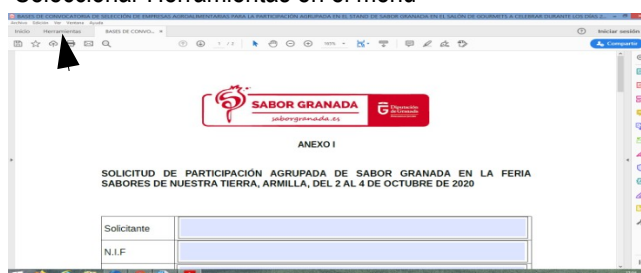 Seleccionar Herramientas en el menú
BASES DE CONVOCATORIA DE SELECCIÓN DE EMPRESAS AGROALIMENTARIAS PARA LA PARTICIPACIÓN AGRUPADA EN EL STAND DE SABOR GRANADA EN EL SALÓN DE GOURMETS A CELEBRAR DURANTE LOS DÍAS 2...
Archivo Edición Ver Ventana Ayuda
Inicio Herramientas BASES DE CONVO... × Iniciar sesión
1 / 2 Compartir
SABOR GRANADA
saborgranada.es
Diputación
de Granada
ANEXO I
SOLICITUD DE PARTICIPACIÓN AGRUPADA DE SABOR GRANADA EN LA FERIA
SABORES DE NUESTRA TIERRA, ARMILLA, DEL 2 AL 4 DE OCTUBRE DE 2020
Solicitante
N.I.F